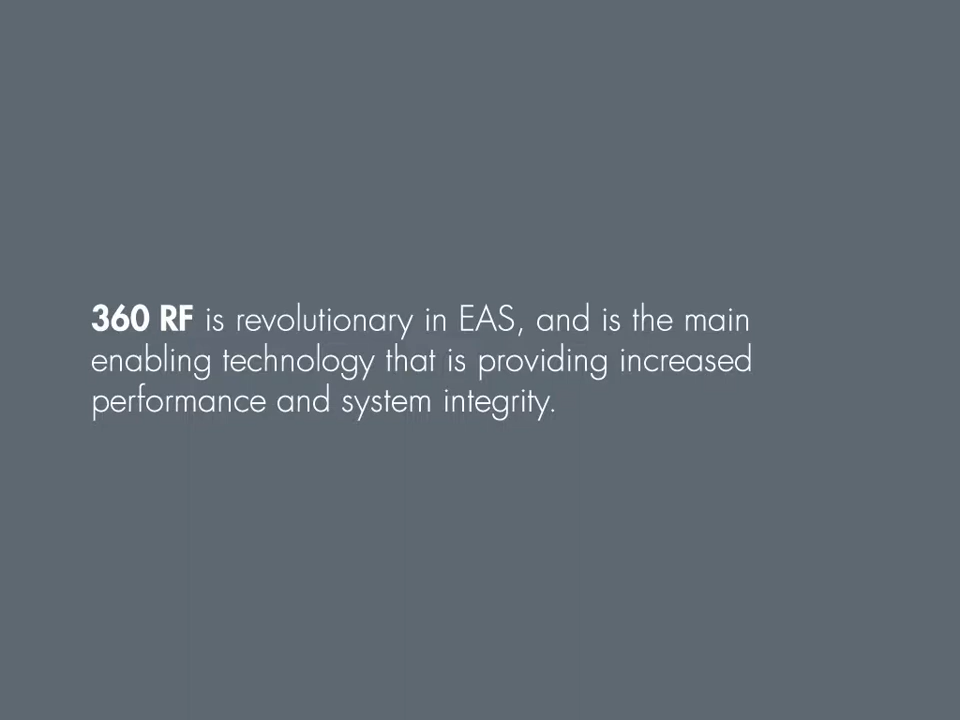 360 RF is revolutionary in EAS, and is the main
enabling technology that is providing increased
performance and system integrity.